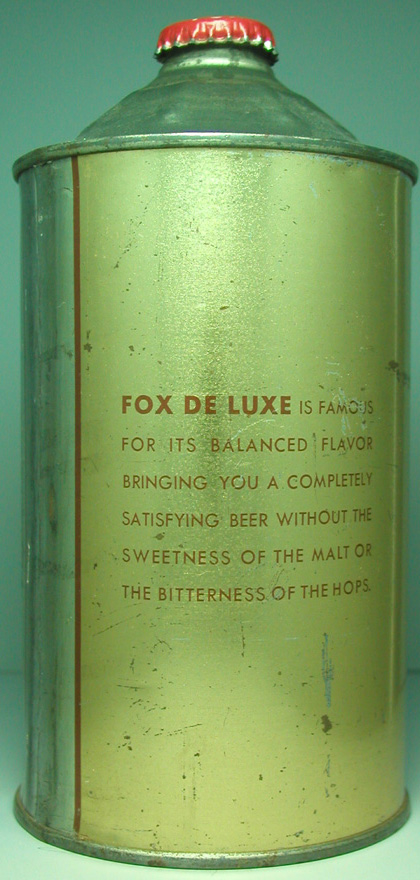 FOX DE LUXE IS FAMOUS
FOR ITS BALANCED FLAVOR
BRINGING YOU A COMPLETELY
SATISFYING BEER WITHOUT THE
SWEETNESS OF THE MALT OR
THE BITTERNESS OF THE HOPS.